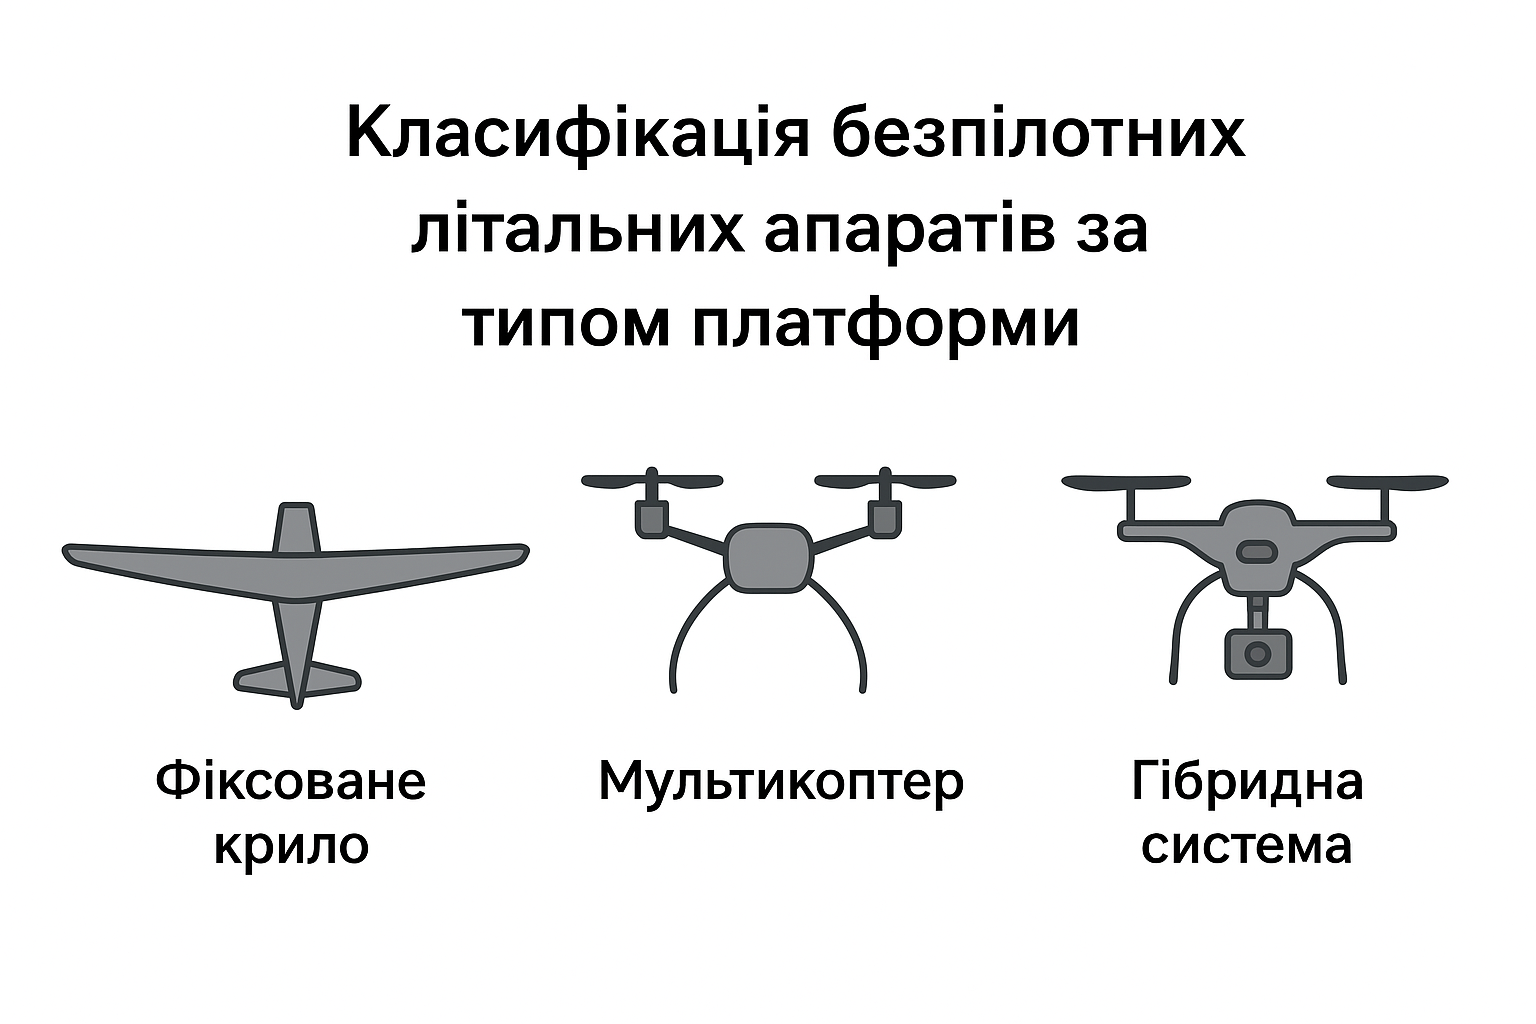 Класифікація безпілотних
літальних апаратів за
типом платформи
Фіксоване
крило
Мультикоптер
Гібридна
система